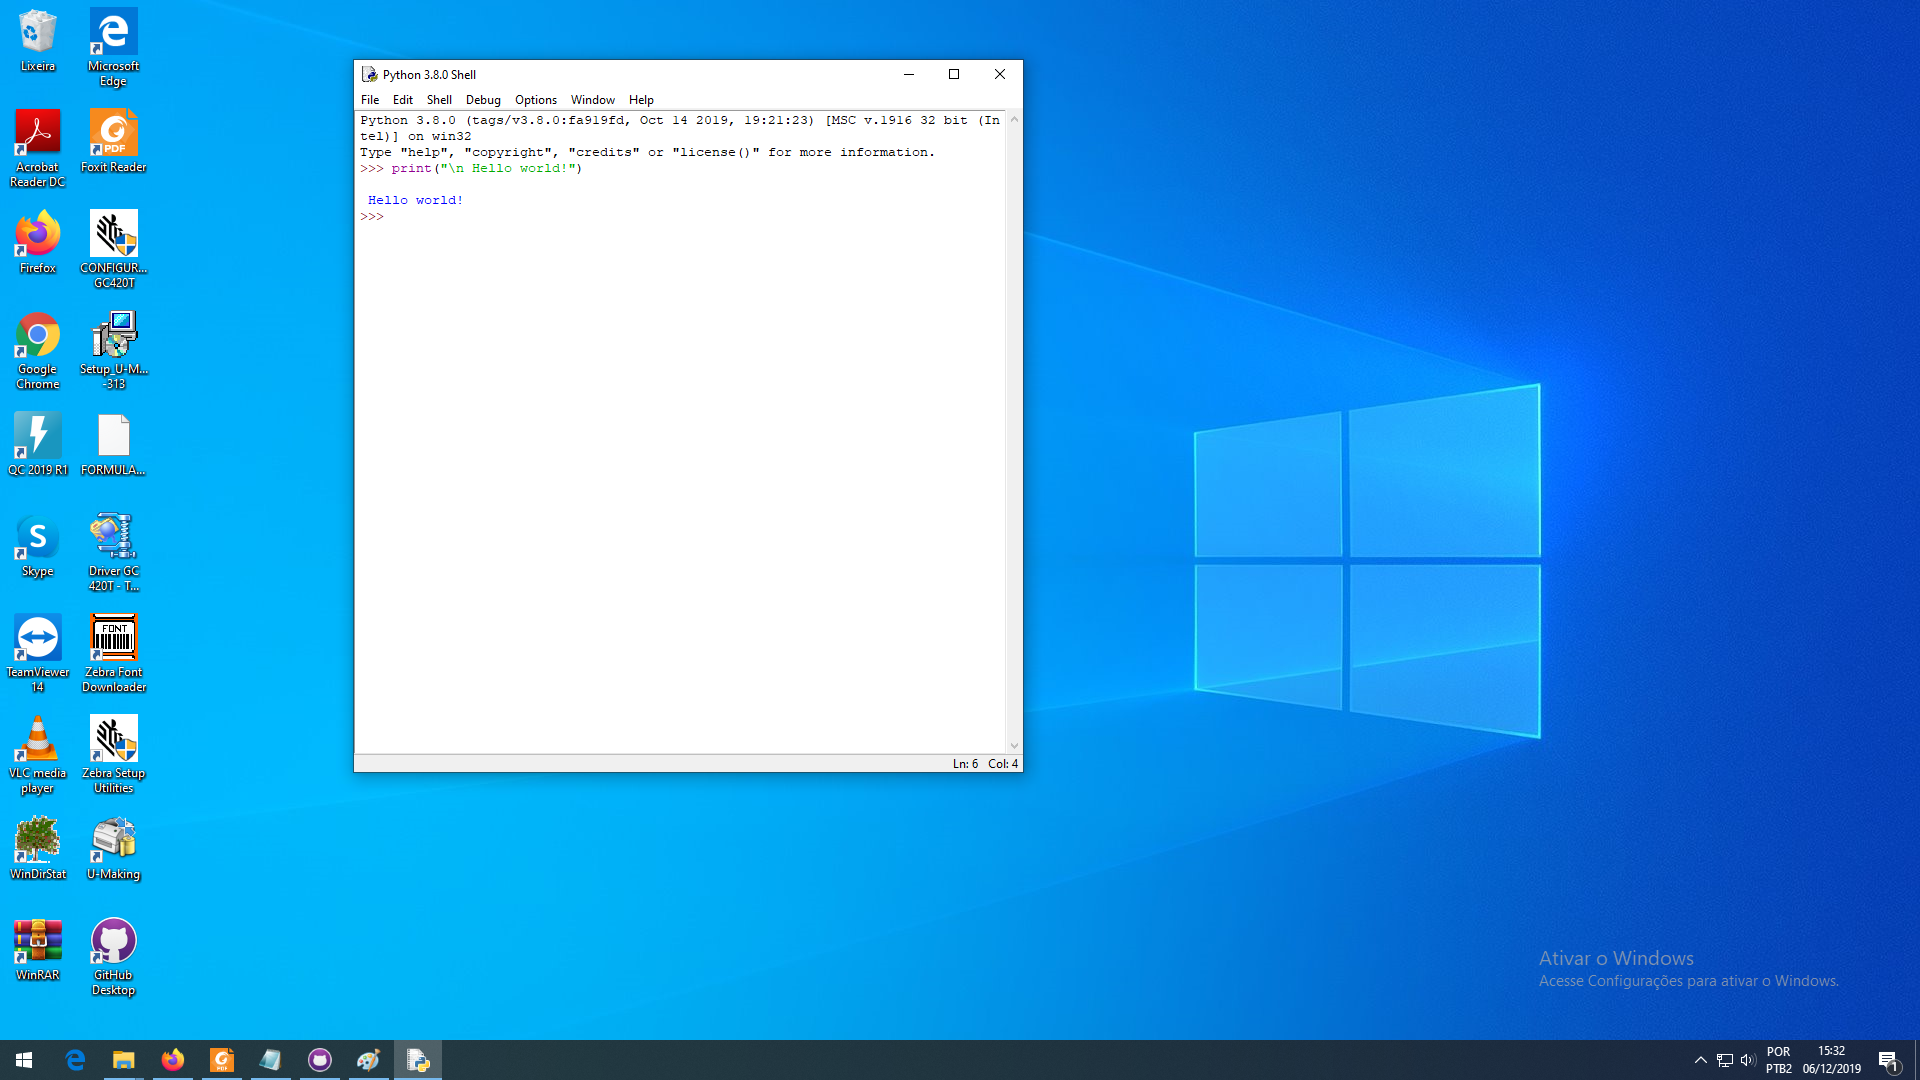 Lixeira
Microsoft
Edge
Acrobat
Reader DC
Foxit Reader
Firefox
CONFIGUR...
GC420T
Google
Chrome
Setup_U-M...
-313
QC 2019 R1
FORMULA...
Skype
Driver GC
420T - T...
TeamViewer
14
FONT
Zebra Font
Downloader
VLC media
player
Zebra Setup
Utilities
WinDirStat
U-Making
WinRAR
GitHub
Desktop
Python 3.8.0 Shell
File Edit Shell Debug Options Window Help
Python 3.8.0 (tags/v3.8.0:fa919fd, Oct 14 2019, 19:21:23) [MSC v.1916 32 bit (In
tel)] on win32
Type "help", "copyright", "credits" or "license()" for more information.
>>> print("\n Hello world!")
Hello world!
>>>
Ln: 6 Col: 4
Ativar o Windows
Acesse Configurações para ativar o Windows.
POR
PTB2
15:32
06/12/2019
1